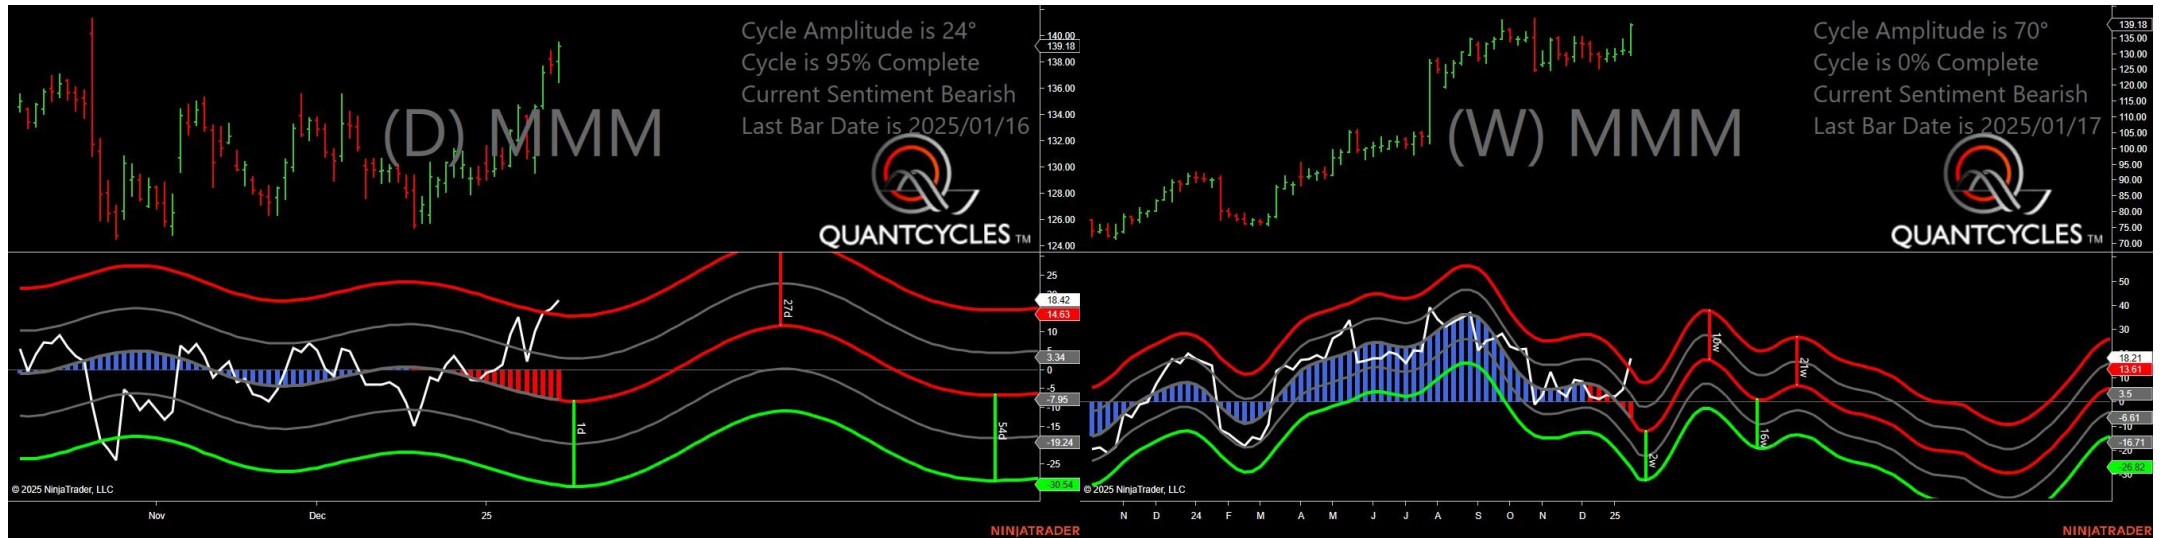 Cycle Amplitude is 24°
Cycle is 95% Complete
Current Sentiment Bearish
Last Bar Date is 2025/01/16
(D) MMM
QUANTCYCLES TM
140.00
139.18
138.00
136.00
134.00
132.00
130.00
128.00
126.00
124.00
25
18.42
14.63
10
3.34
0
-5
-7.95
-10
-15
-19.24
-25
-30.54
27d
1d
54d
© 2025 NinjaTrader, LLC
Nov
Dec
25
NINJATRADER
Cycle Amplitude is 70°
Cycle is 0% Complete
Current Sentiment Bearish
Last Bar Date is 2025/01/17
(W) MMM
QUANTCYCLES TM
139.18
135.00
130.00
125.00
120.00
115.00
110.00
105.00
100.00
95.00
90.00
85.00
80.00
75.00
70.00
50
40
30
18.21
13.61
10
3.5
0
-6.61
-10
-16.71
-20
-26.82
10w
21w
16w
2w
© 2025 NinjaTrader, LLC
N D 24 F M A M J J A S O N D 25
NINJATRADER